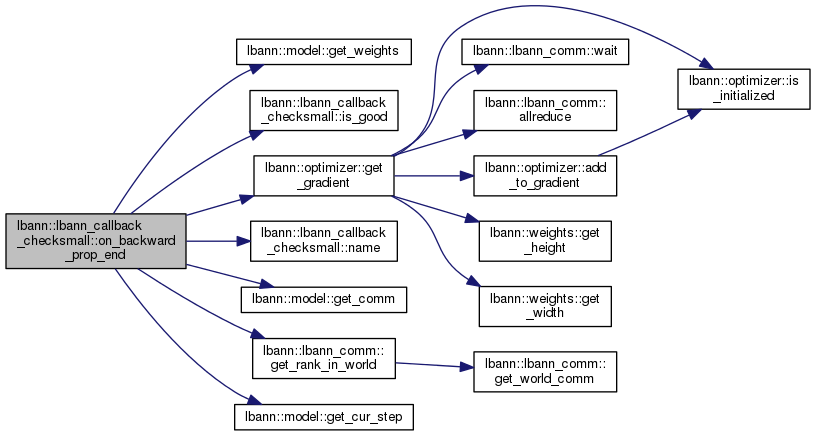 lbann::lbann_callback
_checksmall::on_backward
_prop_end
lbann::model::get_weights
lbann::lbann_callback
_checksmall::is_good
lbann::optimizer::get
_gradient
lbann::lbann_callback
_checksmall::name
lbann::model::get_comm
lbann::lbann_comm::
get_rank_in_world
lbann::model::get_cur_step
lbann::lbann_comm::wait
lbann::lbann_comm::
allreduce
lbann::optimizer::add
_to_gradient
lbann::weights::get
_height
lbann::weights::get
_width
lbann::lbann_comm::
get_world_comm
lbann::optimizer::is
_initialized